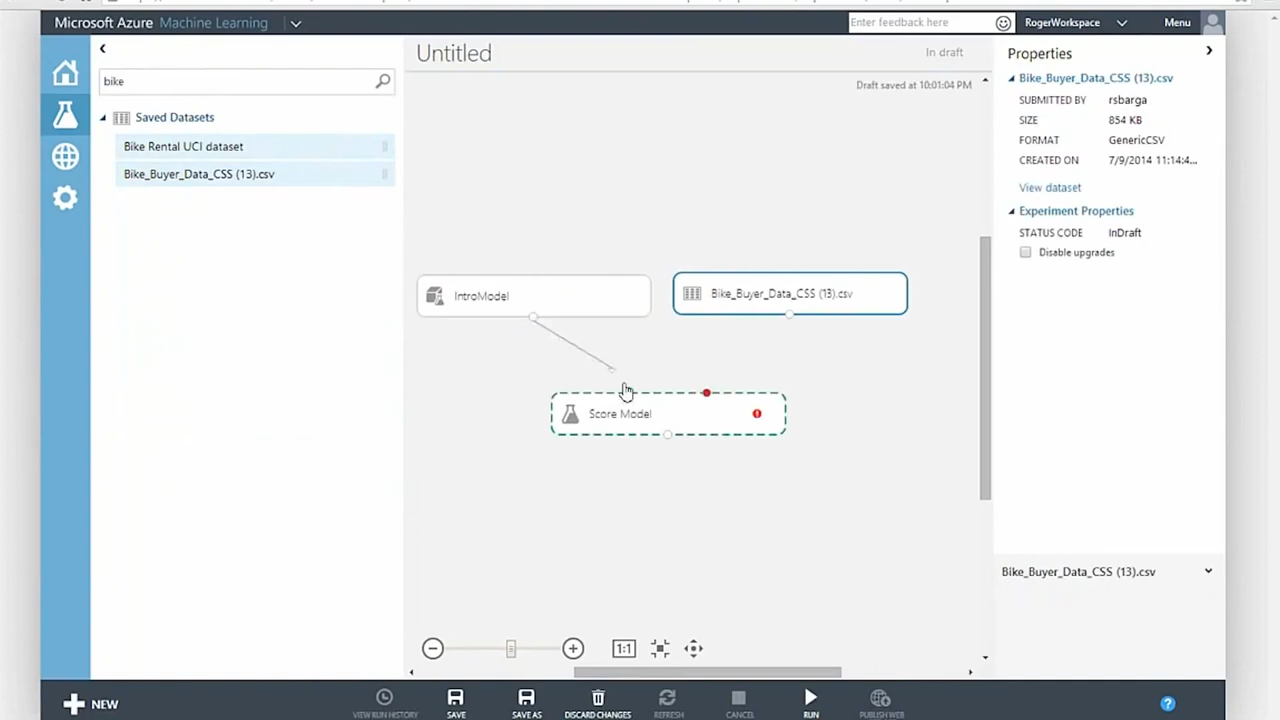 Microsoft Azure Machine Learning
Enter feedback here
RogerWorkspace
Menu
bike
Saved Datasets
Bike Rental UCI dataset
Bike_Buyer_Data_CSS (13).csv
Untitled
In draft
Draft saved at 10:01:04 PM
IntroModel
Bike_Buyer_Data_CSS (13).csv
Score Model
1:1
Properties
Bike_Buyer_Data_CSS (13).csv
SUBMITTED BY rsbarga
SIZE 854 KB
FORMAT GenericCSV
CREATED ON 7/9/2014 11:14:4...
View dataset
Experiment Properties
STATUS CODE InDraft
Disable upgrades
Bike_Buyer_Data_CSS (13).csv
NEW
VIEW RUN HISTORY
SAVE
SAVE AS
DISCARD CHANGES
REFRESH
CANCEL
RUN
PUBLISH WEB
?